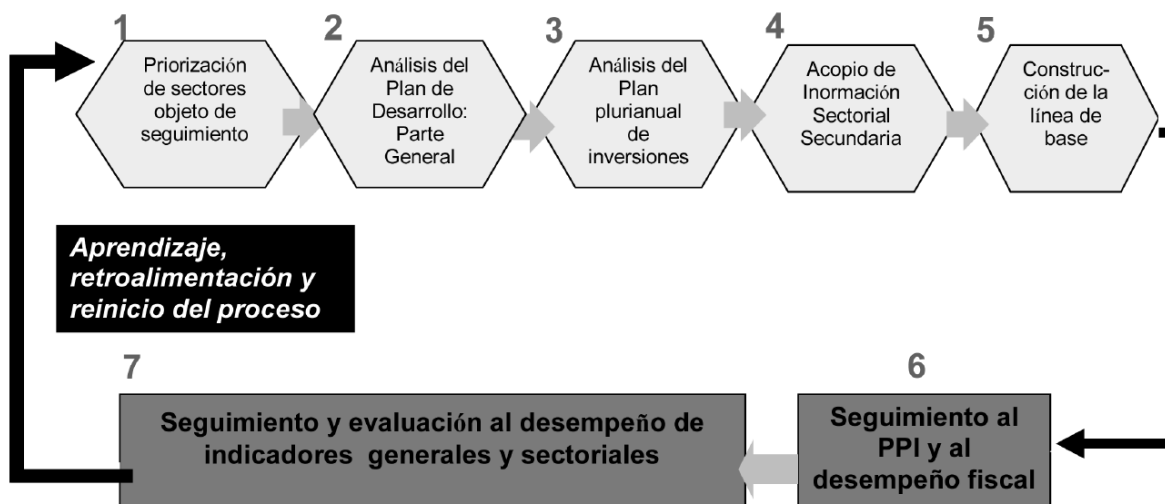 1
Priorización
de sectores
objeto de
seguimiento
2
Análisis del
Plan de
Desarrollo:
Parte
General
3
Análisis del
Plan
plurianual
de
inversiones
4
Acopio de
Inormación
Sectorial
Secundaria
5
Construc-
ción de la
línea de
base
Aprendizaje,
retroalimentación y
reinicio del proceso
7
Seguimiento y evaluación al desempeño de
indicadores generales y sectoriales
6
Seguimiento al
PPI y al
desempeño fiscal